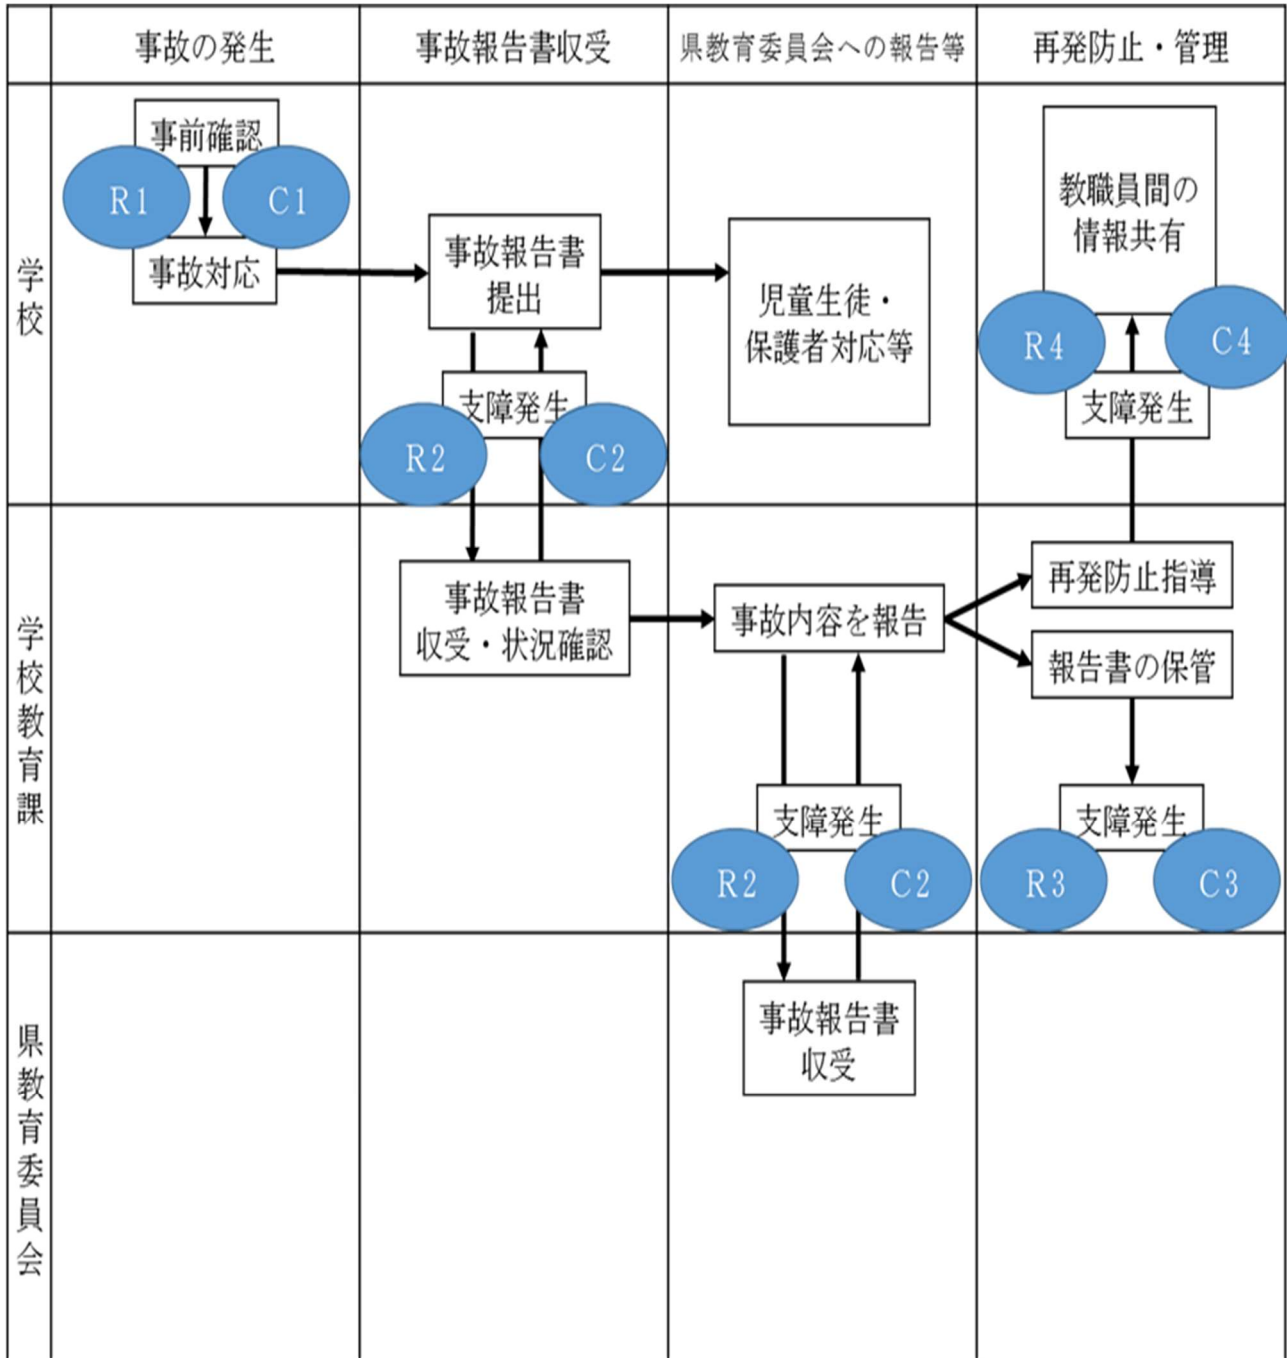 事故の発生
事故報告書収受
県教育委員会への報告等
再発防止・管理
学校
事前確認
R1
C1
事故対応
事故報告書
提出
支障発生
R2
C2
児童生徒・
保護者対応等
教職員間の
情報共有
R4
C4
支障発生
学校教育課
事故報告書
収受・状況確認
事故内容を報告
支障発生
R2
C2
再発防止指導
報告書の保管
支障発生
R3
C3
県教育委員会
事故報告書
収受